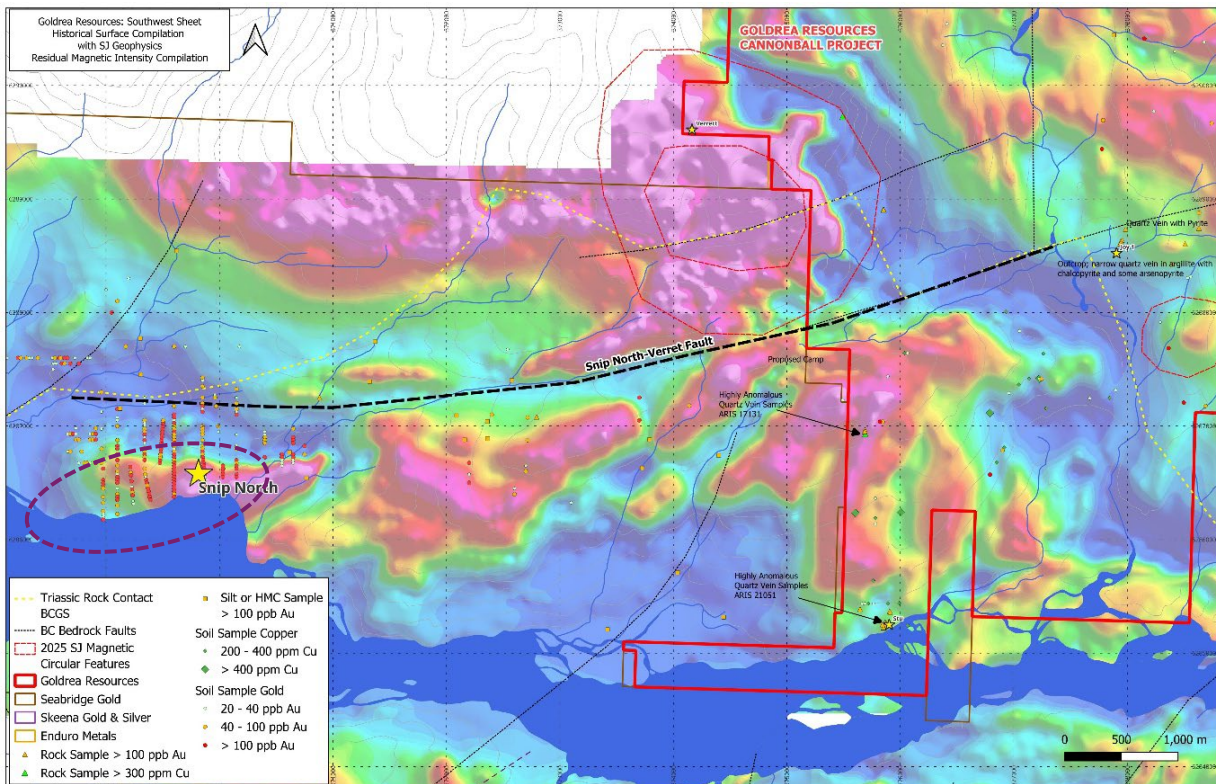 Goldrea Resources: Southwest Sheet
Historical Surface Compilation
with SJ Geophysics
Residual Magnetic Intensity Compilation
GOLDREA RESOURCES
CANNONBALL PROJECT
Verrett
Quartz Vein with Pyrite
Outcrop; narrow quartz vein in argillite with
chalcopyrite and some arsenopyrite
Snip North-Verret Fault
Proposed Camp
Highly Anomalous
Quartz Vein Samples
ARIS 17131
Snip North
Highly Anomalous
Quartz Vein Samples
ARIS 21051
Triassic Rock Contact
BCGS
BC Bedrock Faults
2025 SJ Magnetic
Circular Features
Goldrea Resources
Seabridge Gold
Skeena Gold & Silver
Enduro Metals
Rock Sample > 100 ppb Au
Rock Sample > 300 ppm Cu
Silt or HMC Sample
> 100 ppb Au
Soil Sample Copper
200 - 400 ppm Cu
> 400 ppm Cu
Soil Sample Gold
20 - 40 ppb Au
40 - 100 ppb Au
> 100 ppb Au
0 500 1,000 m